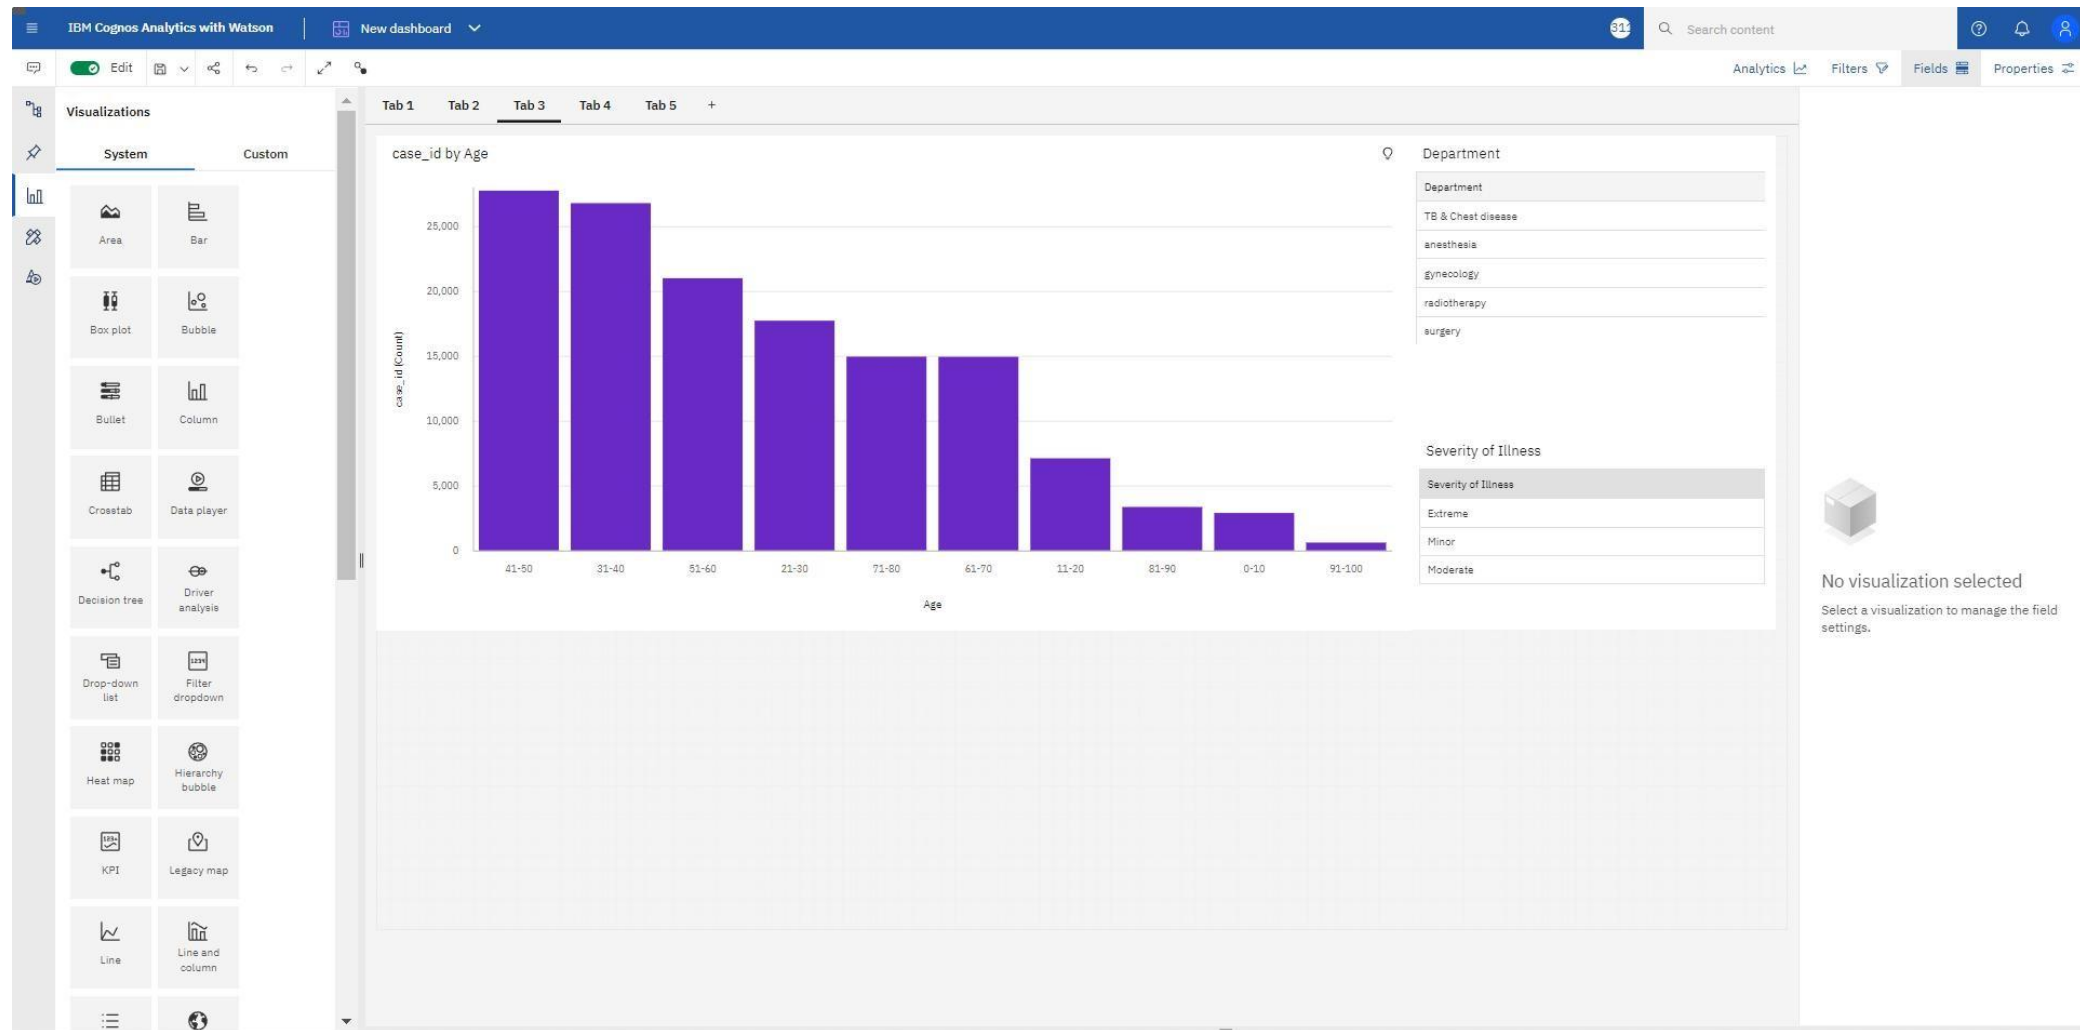 IBM Cognos Analytics with Watson
New dashboard
Search content
Edit
Analytics
Filters
Fields
Properties
Visualizations
System
Custom
Area
Bar
Box plot
Bubble
Bullet
Column
Crosstab
Data player
Decision tree
Driver
analysis
Drop-down
list
Filter
dropdown
Heat map
Hierarchy
bubble
KPI
Legacy map
Line
Line and
column
Tab 1
Tab 2
Tab 3
Tab 4
Tab 5
+
case_id by Age
case_id (Count)
25,000
20,000
15,000
10,000
5,000
0
41-50
31-40
51-60
21-30
71-80
61-70
11-20
81-90
0-10
91-100
Age
Department
Department
TB & Chest disease
anesthesia
gynecology
radiotherapy
surgery
Severity of Illness
Severity of Illness
Extreme
Minor
Moderate
No visualization selected
Select a visualization to manage the field
settings.